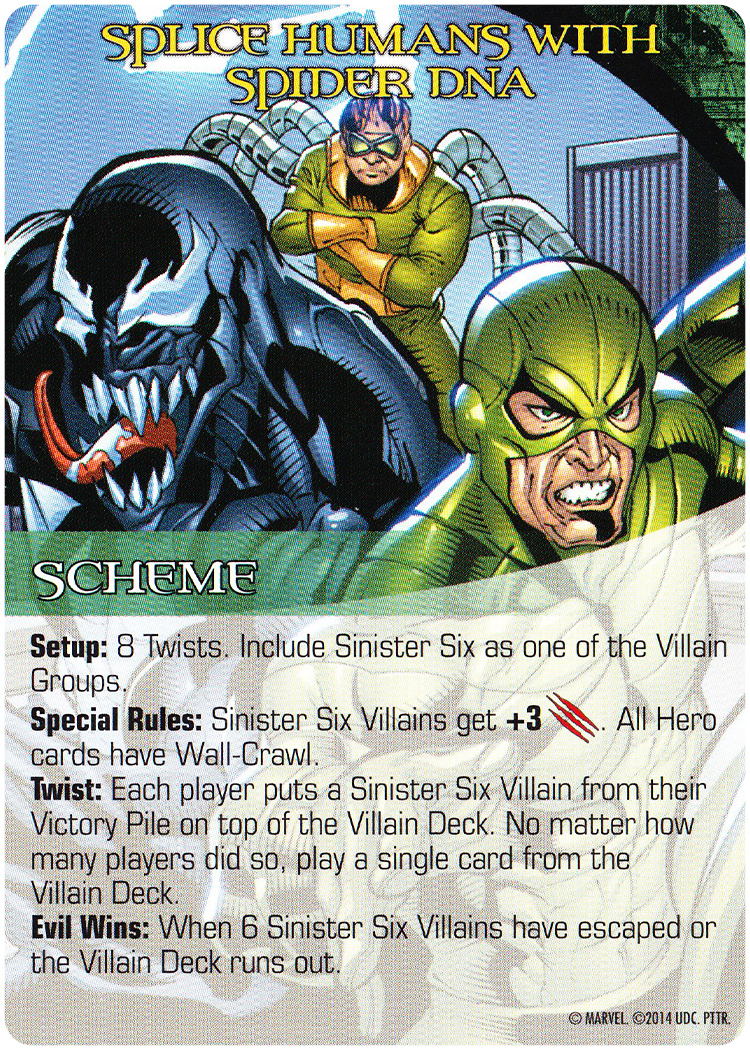 SPLICE HUMANS WITH
SPIDER DNA
SCHEME
Setup: 8 Twists. Include Sinister Six as one of the Villain
Groups.
Special Rules: Sinister Six Villains get +3 . All Hero
cards have Wall-Crawl.
Twist: Each player puts a Sinister Six Villain from their
Victory Pile on top of the Villain Deck. No matter how
many players did so, play a single card from the
Villain Deck.
Evil Wins: When 6 Sinister Six Villains have escaped or
the Villain Deck runs out.
© MARVEL. ©2014 UDC. PTTR.